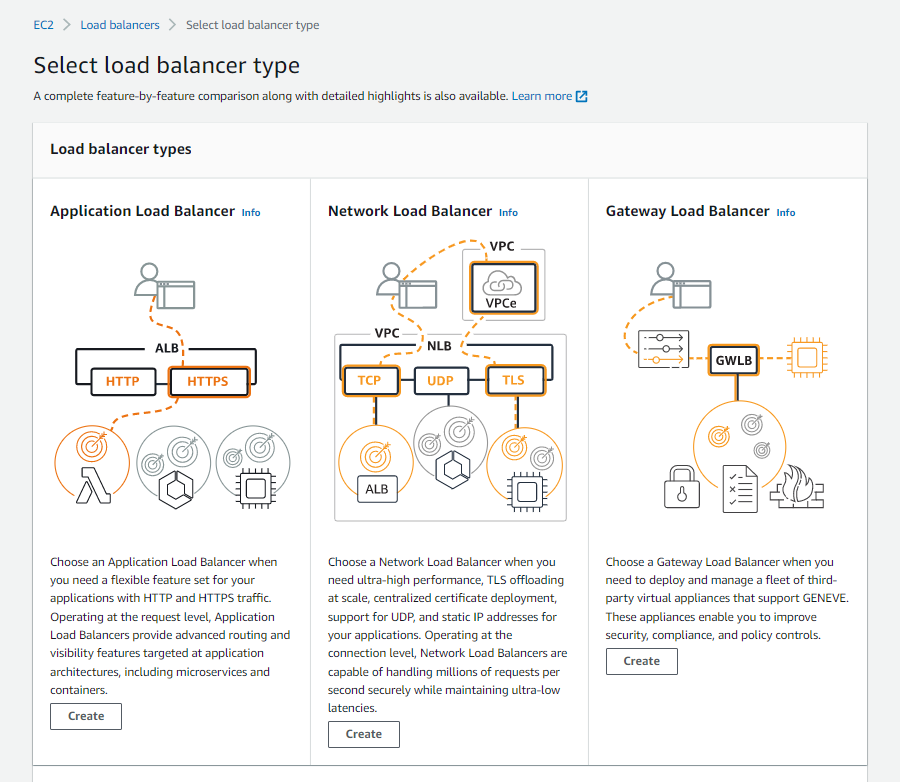 EC2 > Load balancers > Select load balancer type
Select load balancer type
A complete feature-by-feature comparison along with detailed highlights is also available. Learn more
Load balancer types
Application Load Balancer Info
ALB
HTTP
HTTPS
Choose an Application Load Balancer when
you need a flexible feature set for your
applications with HTTP and HTTPS traffic.
Operating at the request level, Application
Load Balancers provide advanced routing and
visibility features targeted at application
architectures, including microservices and
containers.
Create
Network Load Balancer Info
VPC
VPCe
VPC
NLB
TCP
UDP
TLS
ALB
Choose a Network Load Balancer when you
need ultra-high performance, TLS offloading
at scale, centralized certificate deployment,
support for UDP, and static IP addresses for
your applications. Operating at the
connection level, Network Load Balancers are
capable of handling millions of requests per
second securely while maintaining ultra-low
latencies.
Create
Gateway Load Balancer Info
GWLB
Choose a Gateway Load Balancer when you
need to deploy and manage a fleet of third-
party virtual appliances that support GENEVE.
These appliances enable you to improve
security, compliance, and policy controls.
Create